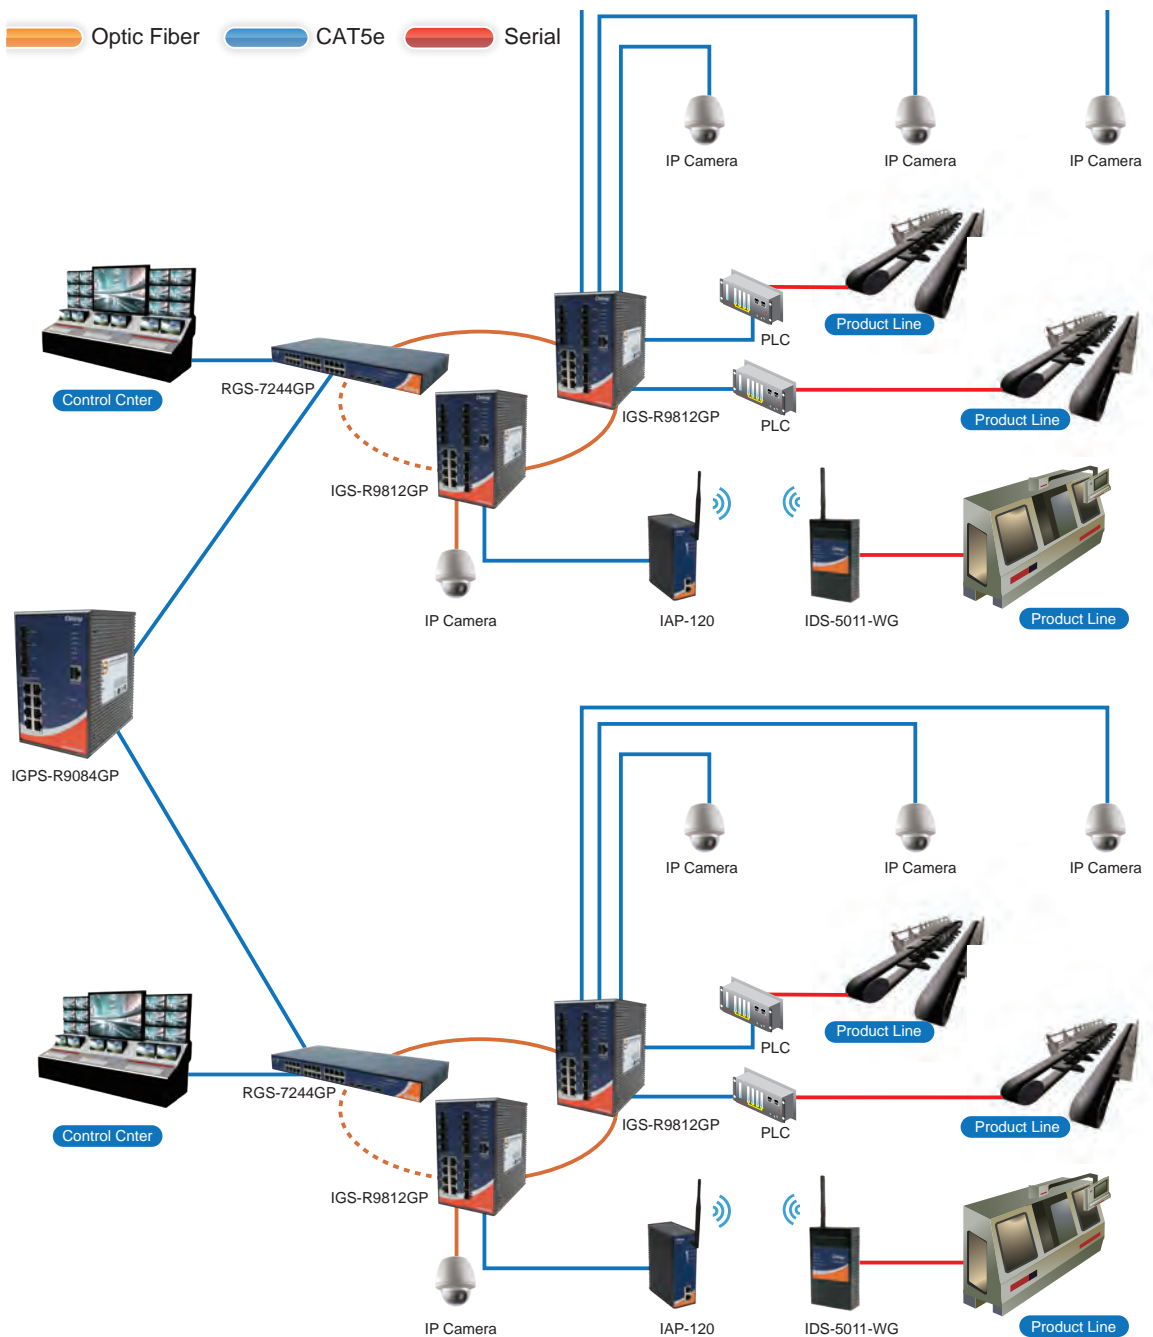 Optic Fiber CAT5e Serial
IP Camera IP Camera IP Camera
PLC
Product Line
RGS-7244GP
Control Cnter
IGS-R9812GP
PLC
Product Line
IGS-R9812GP
IP Camera
IAP-120
IDS-5011-WG
Product Line
IGPS-R9084GP
IP Camera IP Camera IP Camera
PLC
Product Line
RGS-7244GP
Control Cnter
IGS-R9812GP
PLC
Product Line
IGS-R9812GP
IP Camera
IAP-120
IDS-5011-WG
Product Line